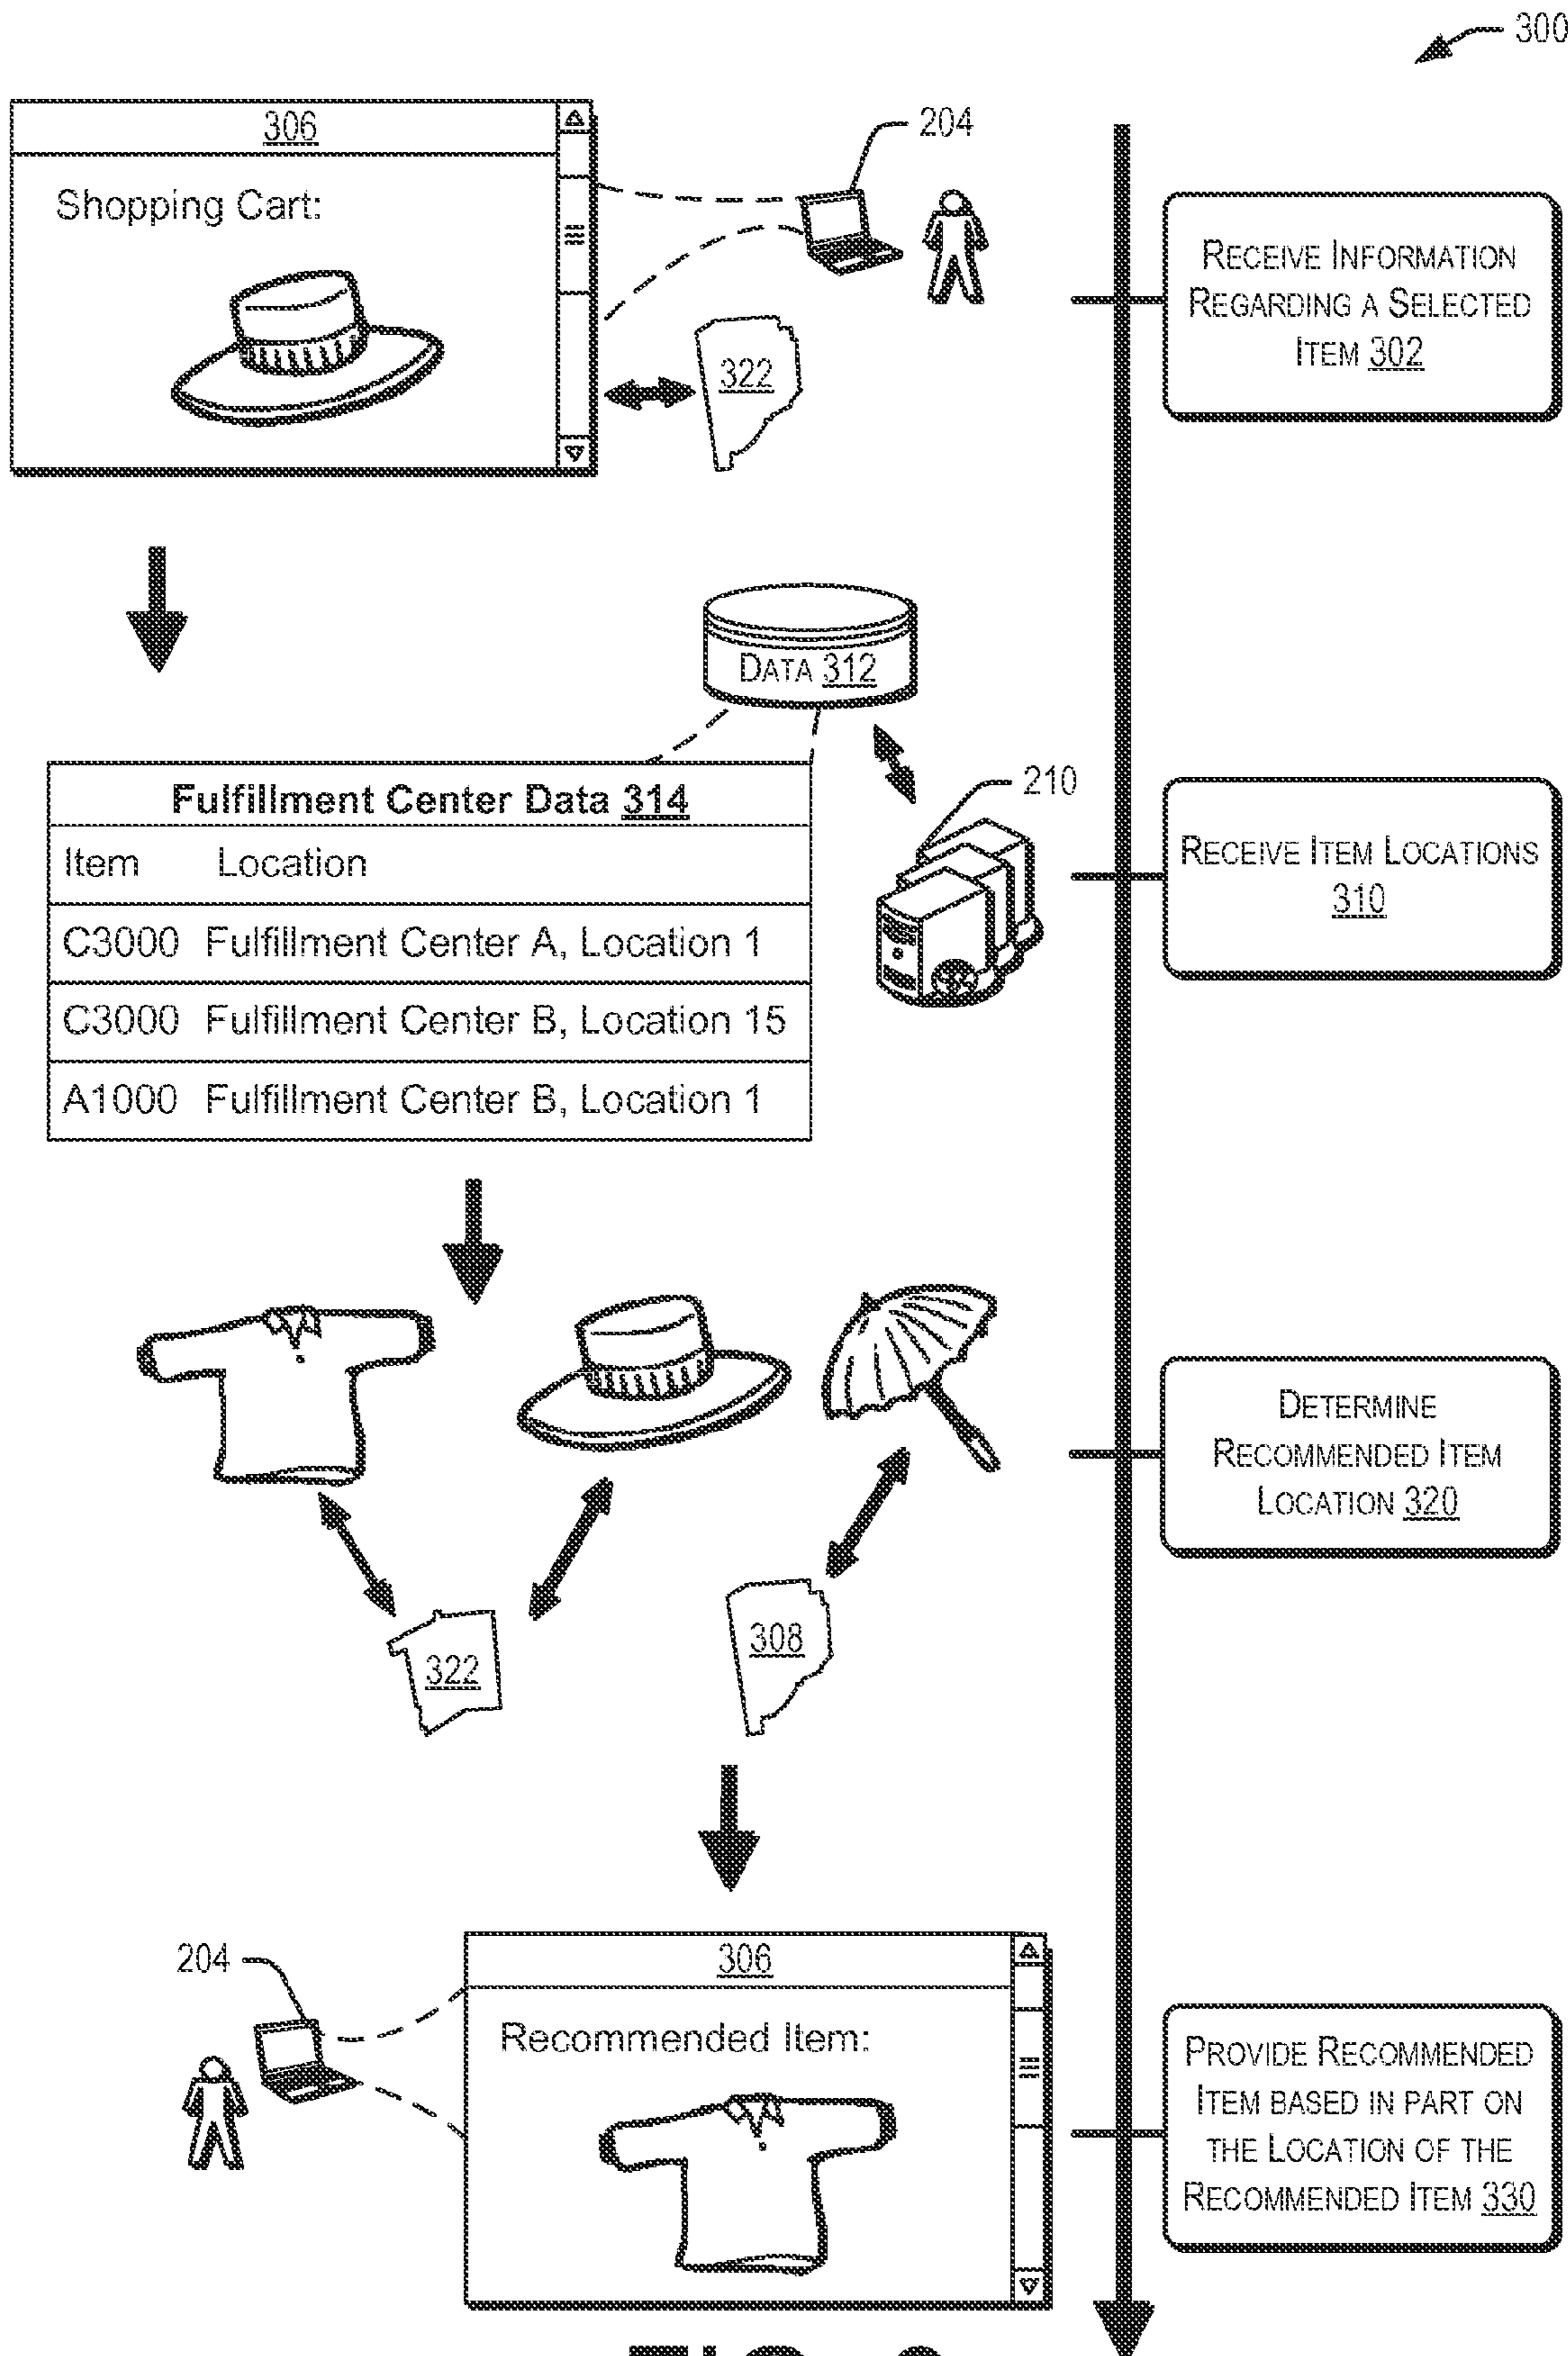 300
306
Shopping Cart:
204
322
RECEIVE INFORMATION
REGARDING A SELECTED
ITEM 302
DATA 312
Fulfillment Center Data 314
Item Location
C3000 Fulfillment Center A, Location 1
C3000 Fulfillment Center B, Location 15
A1000 Fulfillment Center B, Location 1
210
RECEIVE ITEM LOCATIONS
310
322
308
DETERMINE
RECOMMENDED ITEM
LOCATION 320
204
306
Recommended Item:
PROVIDE RECOMMENDED
ITEM BASED IN PART ON
THE LOCATION OF THE
RECOMMENDED ITEM 330